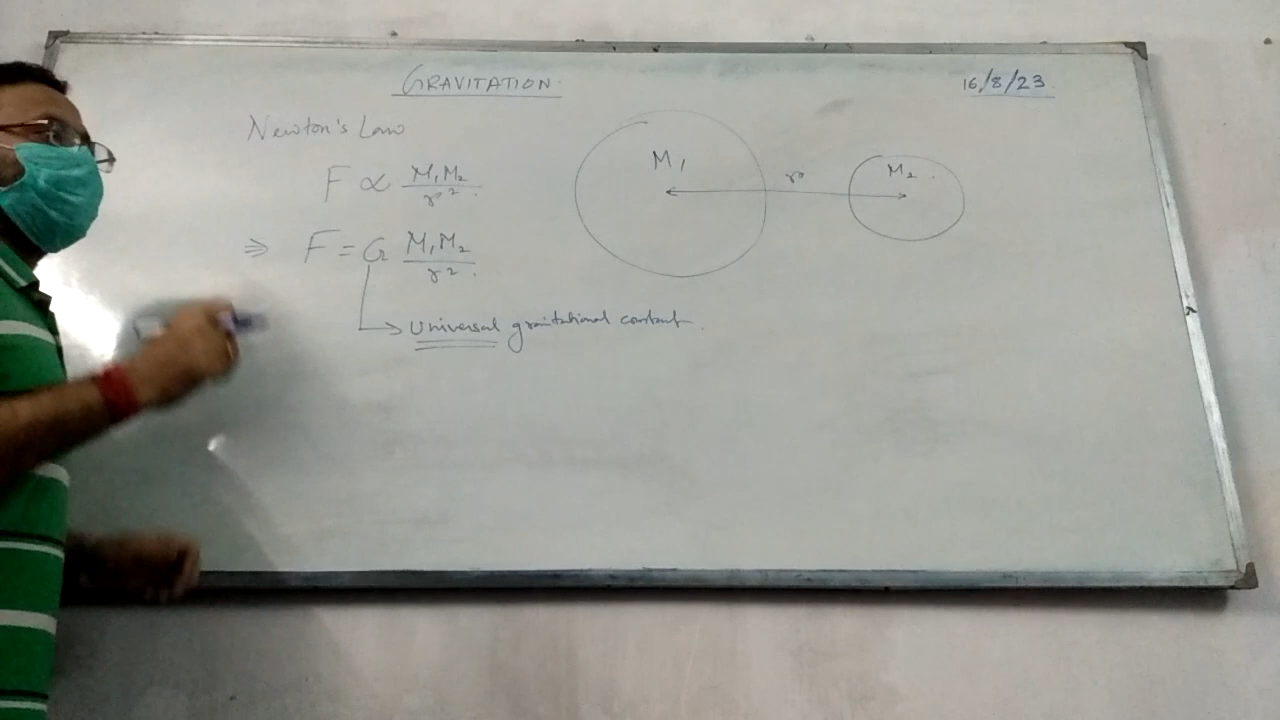 GRAVITATION.
16/8/23
Newton's Law
M₁
r
M₂
F ∝ M₁M₂/r²
⇒ F = G M₁M₂/r²
→ Universal gravitational constant.